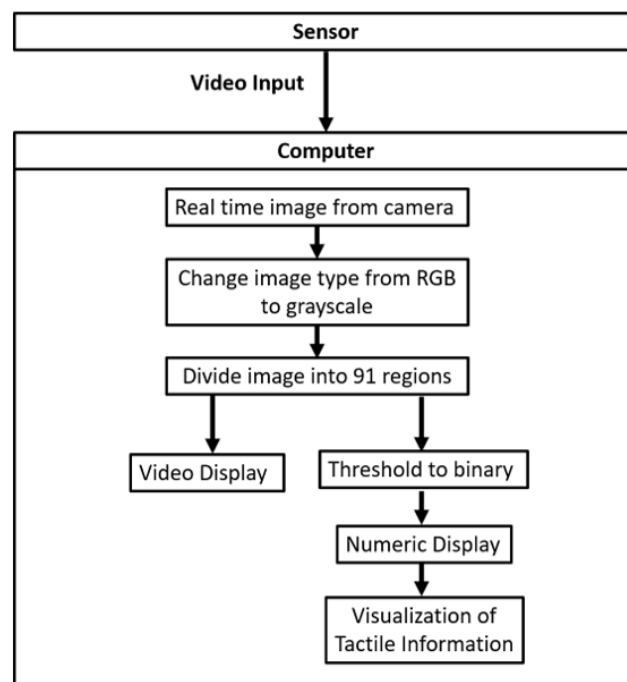 Sensor
Video Input
Computer
Real time image from camera
Change image type from RGB
to grayscale
Divide image into 91 regions
Video Display
Threshold to binary
Numeric Display
Visualization of
Tactile Information